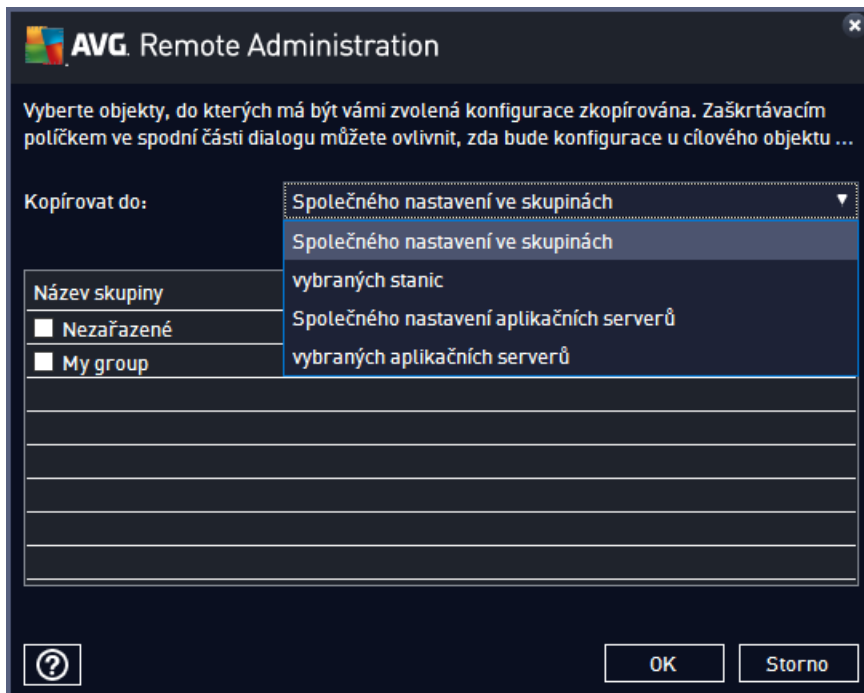 AVG. Remote Administration
Vyberte objekty, do kterých má být vámi zvolená konfigurace zkopírována. Zaškrtávacím
políčkem ve spodní části dialogu můžete ovlivnit, zda bude konfigurace u cílového objektu ...
Kopírovat do:
Společného nastavení ve skupinách
Společného nastavení ve skupinách
vybraných stanic
Společného nastavení aplikačních serverů
vybraných aplikačních serverů
Název skupiny
Nezařazené
My group
OK
Storno